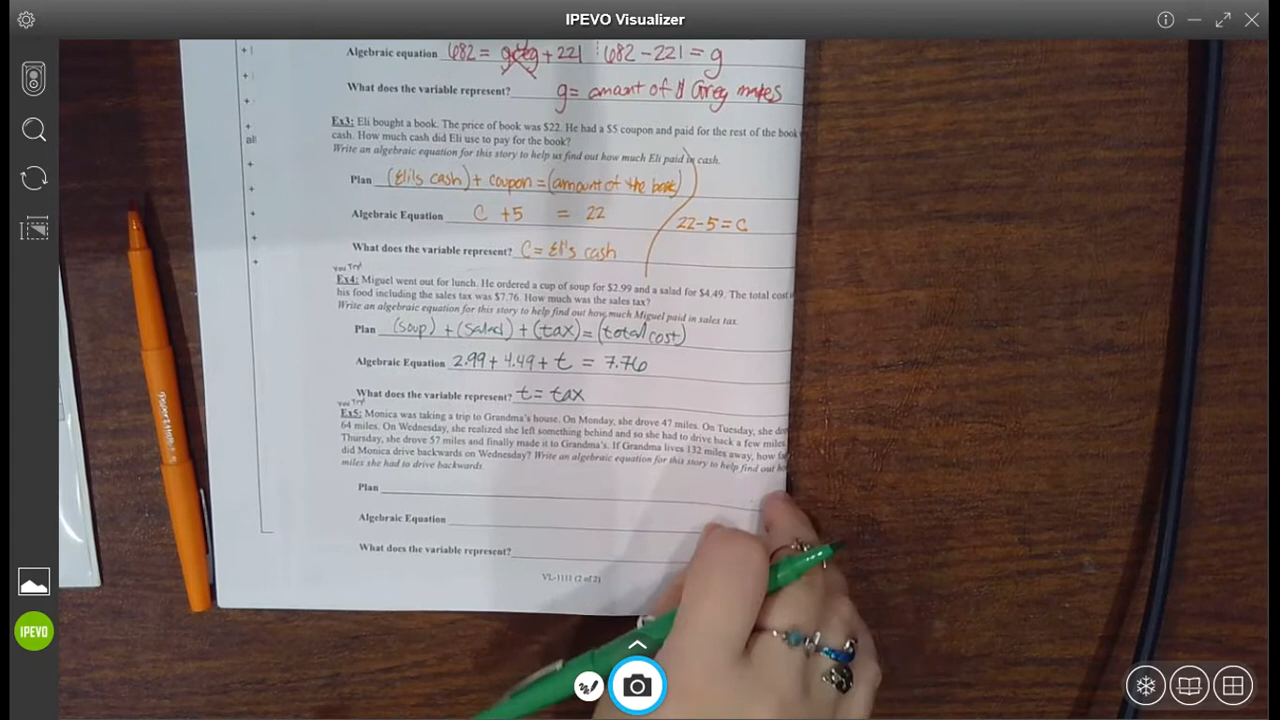 IPEVO Visualizer
Algebraic equation 682 = + 221 682 - 221 = g
What does the variable represent? g= amount of $ Greg makes
Ex3: Eli bought a book. The price of book was $22. He had a $5 coupon and paid for the rest of the book
cash. How much cash did Eli use to pay for the book?
Write an algebraic equation for this story to help us find out how much Eli paid in cash.
Plan (Eli's cash) + coupon = (amount of the book)
Algebraic Equation C + 5 = 22
22-5 = C
What does the variable represent? C = Eli's cash
You Try!
Ex4: Miguel went out for lunch. He ordered a cup of soup for $2.99 and a salad for $4.49. The total cost
his food including the sales tax was $7.76. How much was the sales tax?
Write an algebraic equation for this story to help find out how much Miguel paid in sales tax.
Plan (soup) + (salad) + (tax) = (total cost)
Algebraic Equation 2.99 + 4.49 + t = 7.76
What does the variable represent? t = tax
You Try!
Ex5: Monica was taking a trip to Grandma's house. On Monday, she drove 47 miles. On Tuesday, she
64 miles. On Wednesday, she realized she left something behind and so she had to drive back a few miles
Thursday, she drove 57 miles and finally made it to Grandma's. If Grandma lives 132 miles away, how
did Monica drive backwards on Wednesday? Write an algebraic equation for this story to help find out
miles she had to drive backwards.
Plan
Algebraic Equation
What does the variable represent?
VL-1111 (2 of 2)
IPEVO